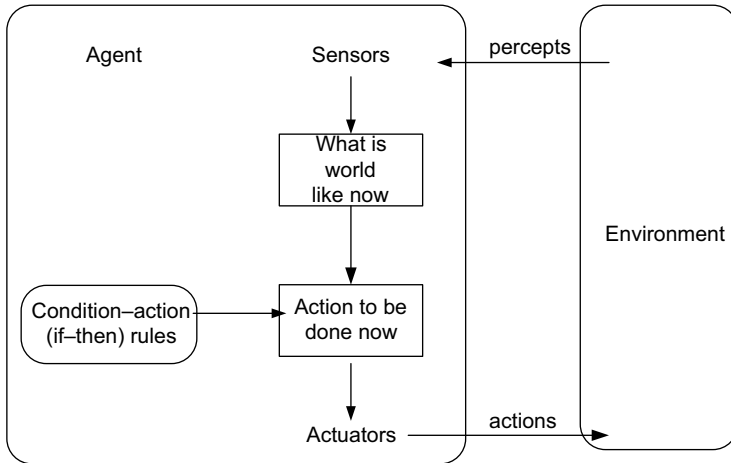 Agent
Sensors
percepts
What is
world
like now
Environment
Condition–action
(if–then) rules
Action to be
done now
Actuators
actions